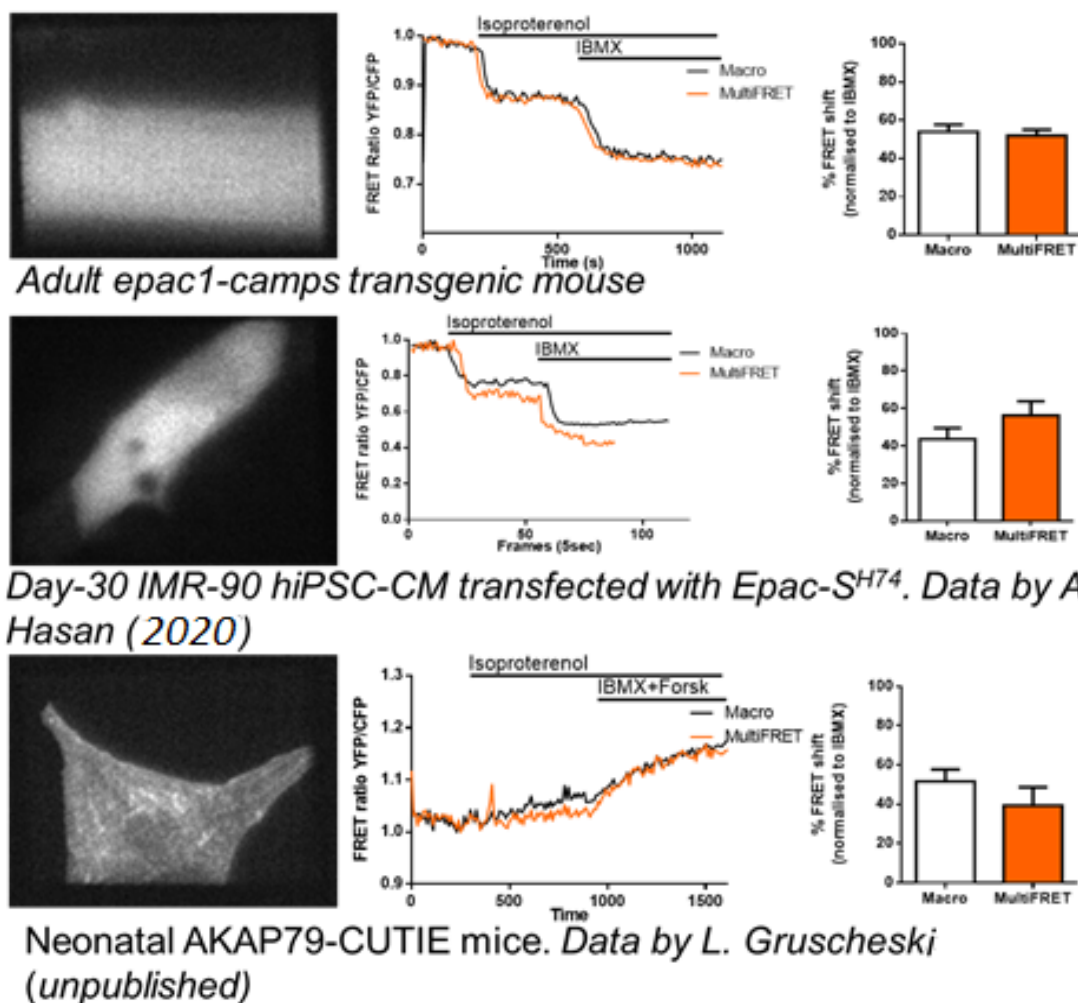 Isoproterenol
IBMX
Macro
MultiFRET
FRET Ratio YFP/CFP
1.0
0.9
0.8
0.7
0
500
1000
Time (s)
% FRET shift
(normalised to IBMX)
100
80
60
40
20
0
Macro
MultiFRET
Adult epac1-camps transgenic mouse
Isoproterenol
IBMX
Macro
MultiFRET
FRET ratio YFP/CFP
1.0
0.8
0.6
0.4
0.2
0.0
0
50
100
Frames (5sec)
% FRET shift
(normalised to IBMX)
100
80
60
40
20
0
Macro
MultiFRET
Day-30 IMR-90 hiPSC-CM transfected with Epac-S^H74. Data by A
Hasan (2020)
Isoproterenol
IBMX+Forsk
Macro
MultiFRET
FRET ratio YFP/CFP
1.3
1.2
1.1
1.0
0.9
0
500
1000
1500
Time
% FRET shift
(normalised to IBMX)
100
80
60
40
20
0
Macro
MultiFRET
Neonatal AKAP79-CUTIE mice. Data by L. Gruscheski
(unpublished)